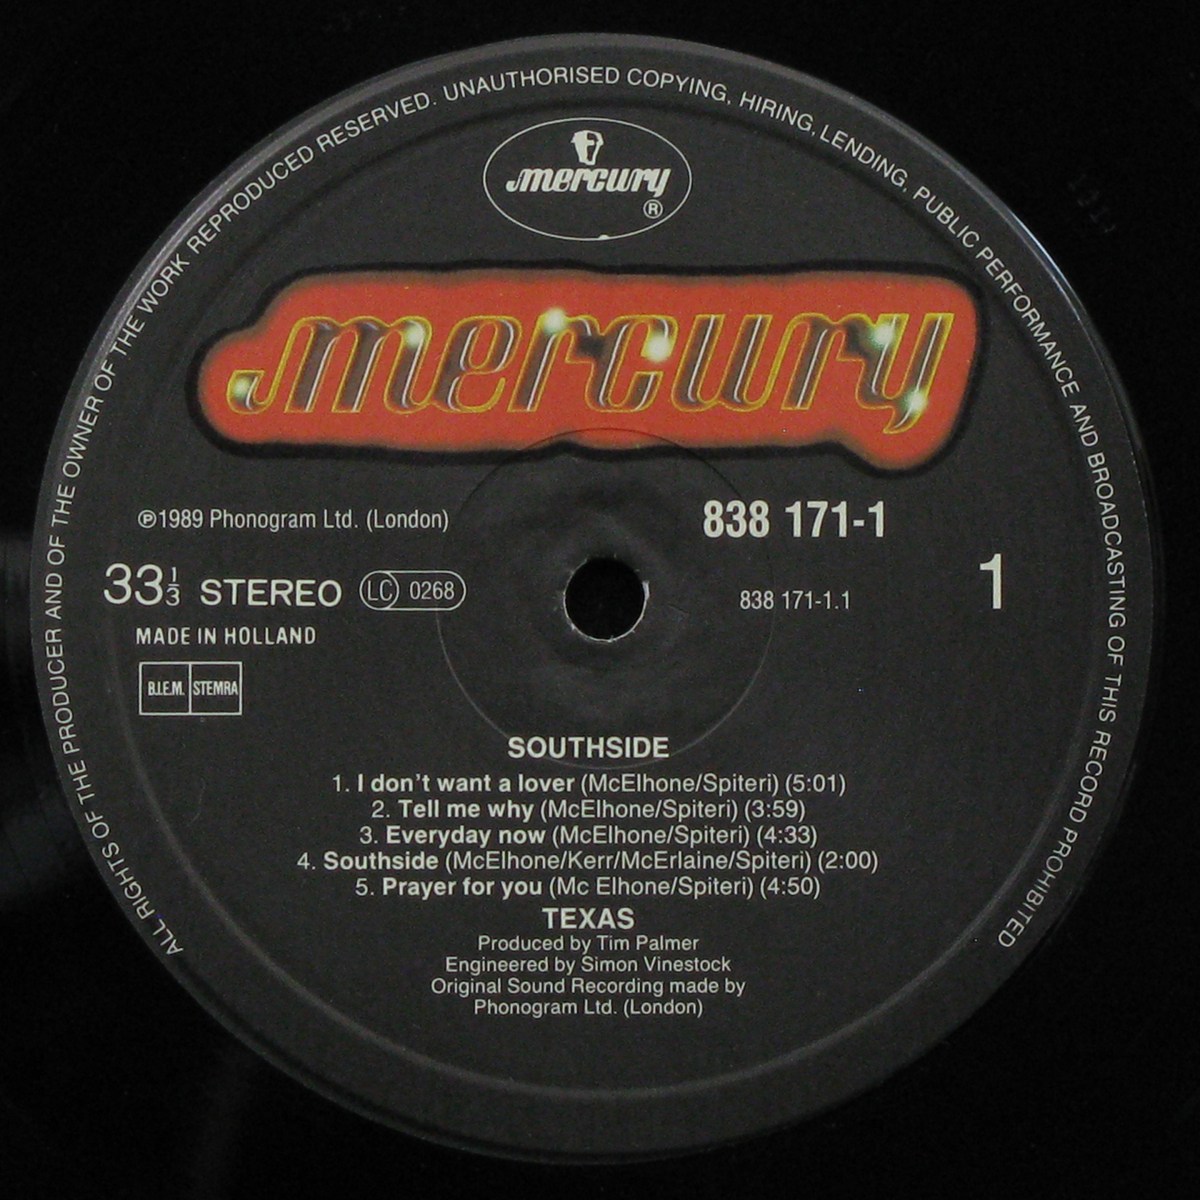 ALL RIGHTS OF THE PRODUCER AND OF THE OWNER OF THE WORK REPRODUCED RESERVED. UNAUTHORISED COPYING, HIRING, LENDING, PUBLIC PERFORMANCE AND BROADCASTING OF THIS RECORD PROHIBITED
mercury
®
mercury
℗1989 Phonogram Ltd. (London)
838 171-1
33⅓ STEREO LC 0268
838 171-1.1
1
MADE IN HOLLAND
B.I.E.M. STEMRA
SOUTHSIDE
1. I don't want a lover (McElhone/Spiteri) (5:01)
2. Tell me why (McElhone/Spiteri) (3:59)
3. Everyday now (McElhone/Spiteri) (4:33)
4. Southside (McElhone/Kerr/McErlaine/Spiteri) (2:00)
5. Prayer for you (Mc Elhone/Spiteri) (4:50)
TEXAS
Produced by Tim Palmer
Engineered by Simon Vinestock
Original Sound Recording made by
Phonogram Ltd. (London)